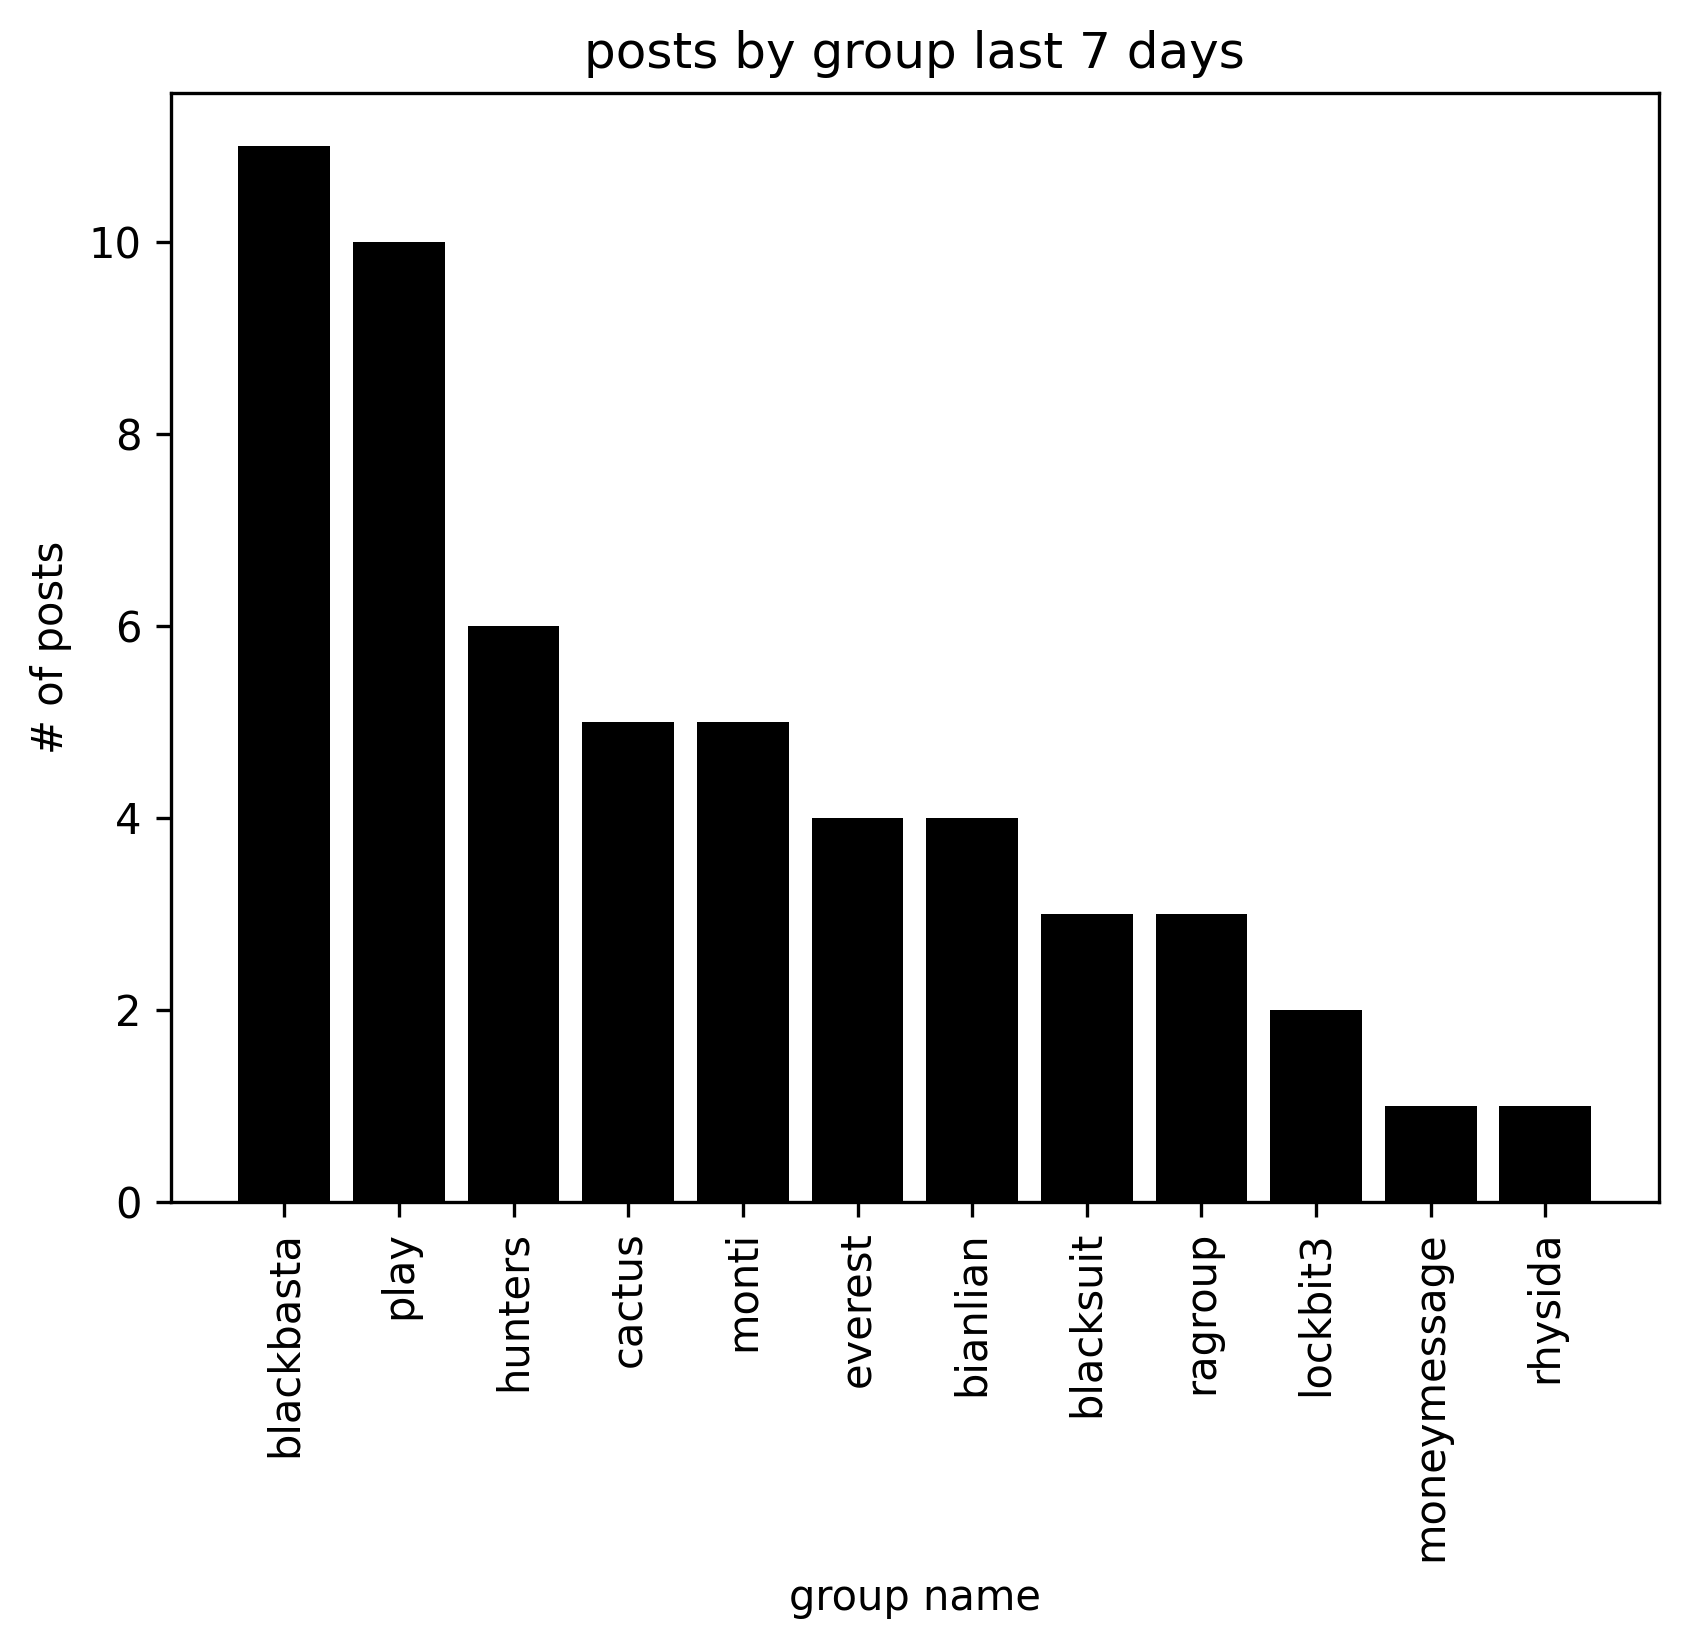 posts by group last 7 days
# of posts
10
8
6
4
2
0
blackbasta
play
hunters
cactus
monti
everest
bianlian
blacksuit
ragroup
lockbit3
moneymessage
rhysida
group name